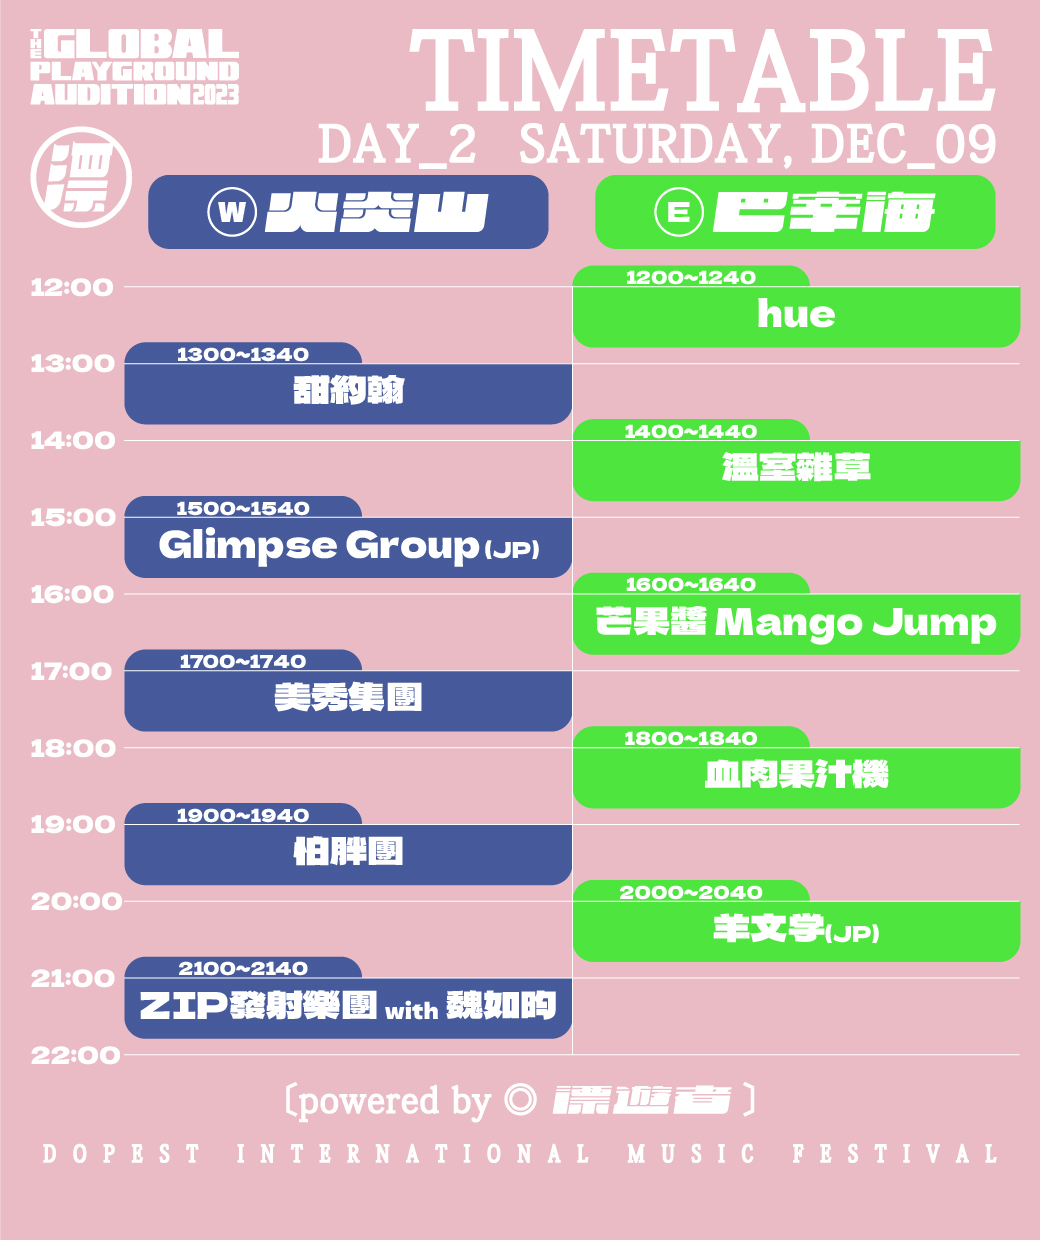 THE GLOBAL
PLAYGROUND
AUDITION 2023
TIMETABLE
DAY_2 SATURDAY, DEC_09
漂
W 火炎山
E 巴宰海
12:00
1200~1240
hue
13:00
1300~1340
甜約翰
14:00
1400~1440
溫室雜草
15:00
1500~1540
Glimpse Group (JP)
16:00
1600~1640
芒果醬 Mango Jump
17:00
1700~1740
美秀集團
18:00
1800~1840
血肉果汁機
19:00
1900~1940
怕胖團
20:00
2000~2040
羊文学(JP)
21:00
2100~2140
ZIP發射樂團 with 魏如昀
22:00
〔powered by ◎ 漂遊者〕
DOPEST INTERNATIONAL MUSIC FESTIVAL